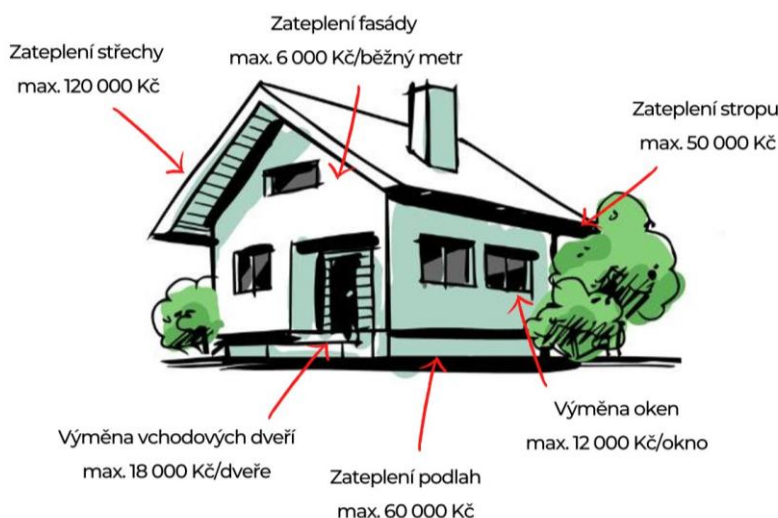 Zateplení fasády
max. 6 000 Kč/běžný metr
Zateplení střechy
max. 120 000 Kč
Zateplení stropu
max. 50 000 Kč
Výměna oken
max. 12 000 Kč/okno
Výměna vchodových dveří
max. 18 000 Kč/dveře
Zateplení podlah
max. 60 000 Kč